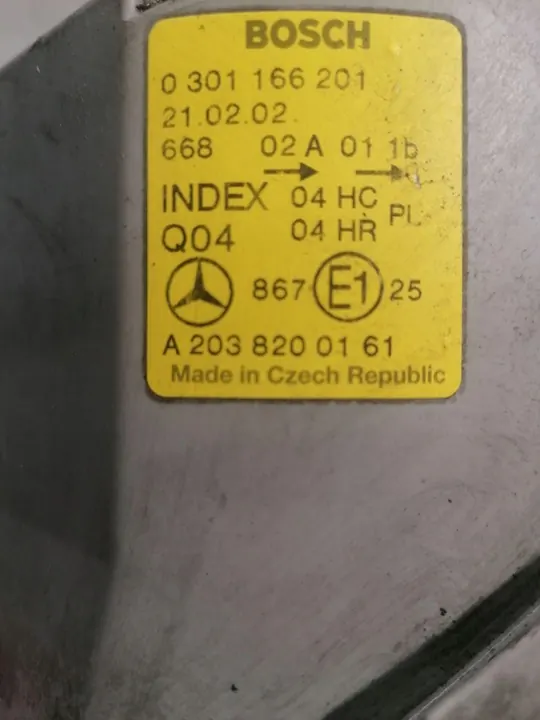 BOSCH
0 301 166 201
21.02.02.
668 02 A 01 1b
INDEX 04 HC PL
Q04 04 HR
867 E1 25
A 203 820 01 61
Made in Czech Republic